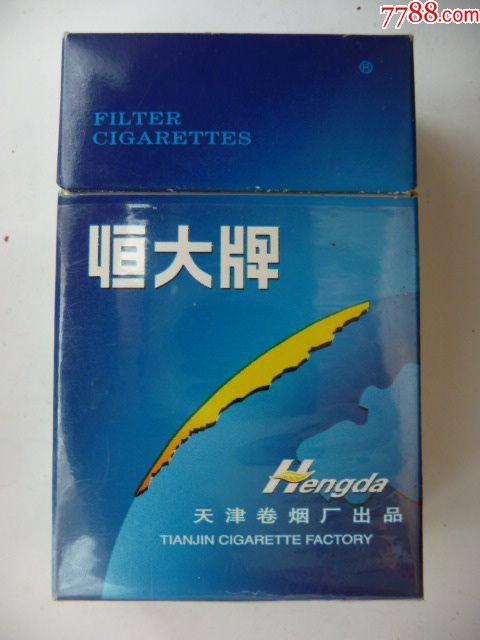 7788.com
®
FILTER
CIGARETTES
恒大牌
Hengda
天津卷烟厂出品
TIANJIN CIGARETTE FACTORY